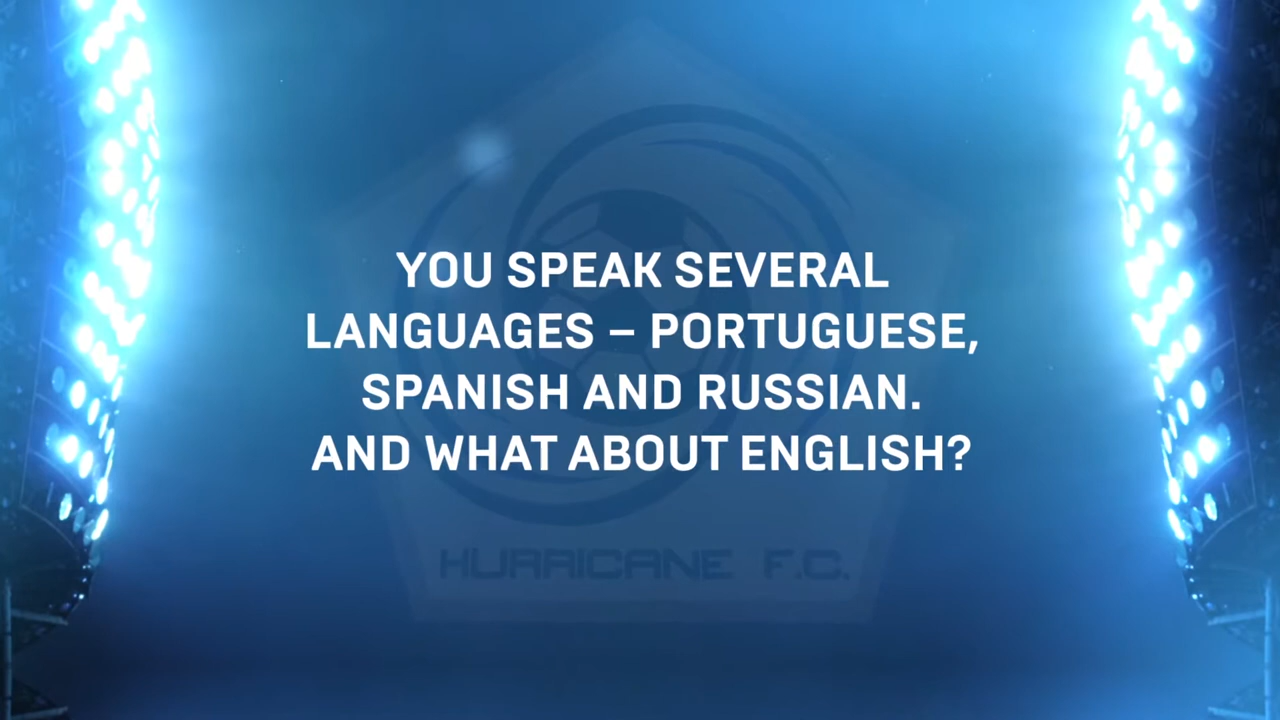 YOU SPEAK SEVERAL
LANGUAGES – PORTUGUESE,
SPANISH AND RUSSIAN.
AND WHAT ABOUT ENGLISH?
HURRICANE F.C.